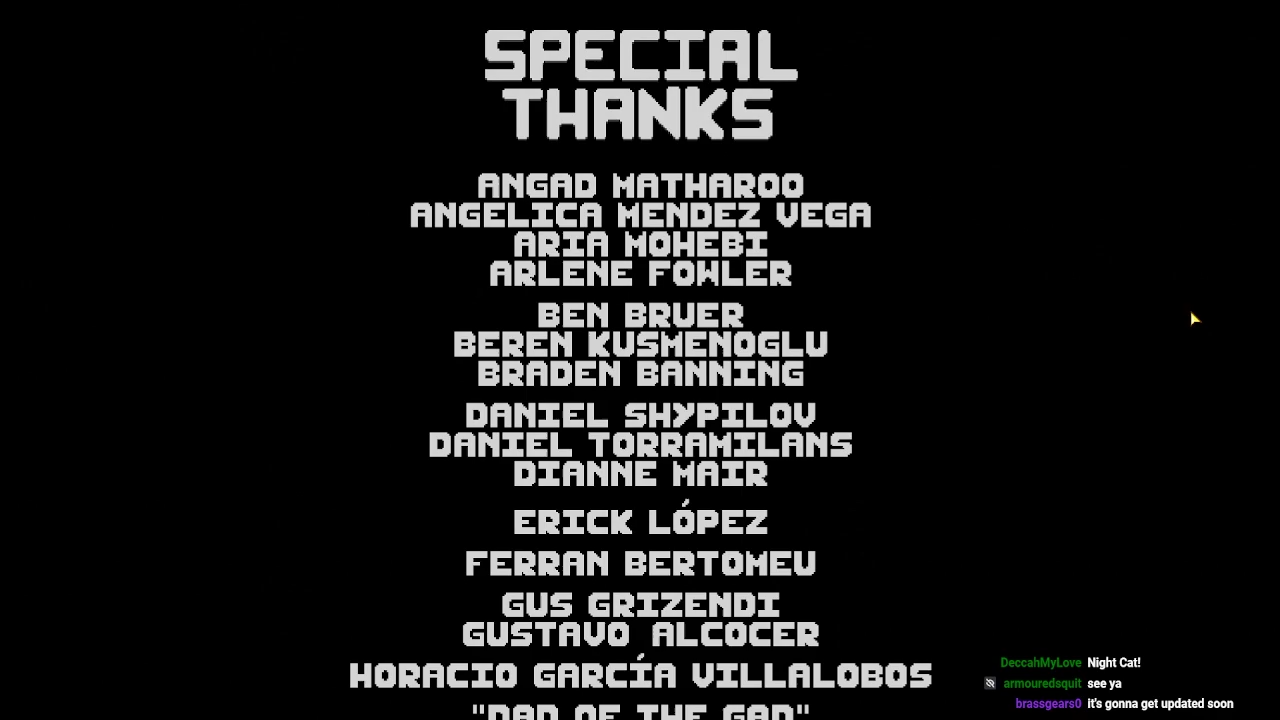 SPECIAL
THANKS
ANGAD MATHAROO
ANGELICA MENDEZ VEGA
ARIA MOHEBI
ARLENE FOWLER
BEN BRUER
BEREN KUSMENOGLU
BRADEN BANNING
DANIEL SHYPILOV
DANIEL TORRAMILANS
DIANNE MAIR
ERICK LÓPEZ
FERRAN BERTOMEU
GUS GRIZENDI
GUSTAVO ALCOCER
HORACIO GARCÍA VILLALOBOS
DeccahMyLove Night Cat!
armouredsquit see ya
brassgears0 it's gonna get updated soon